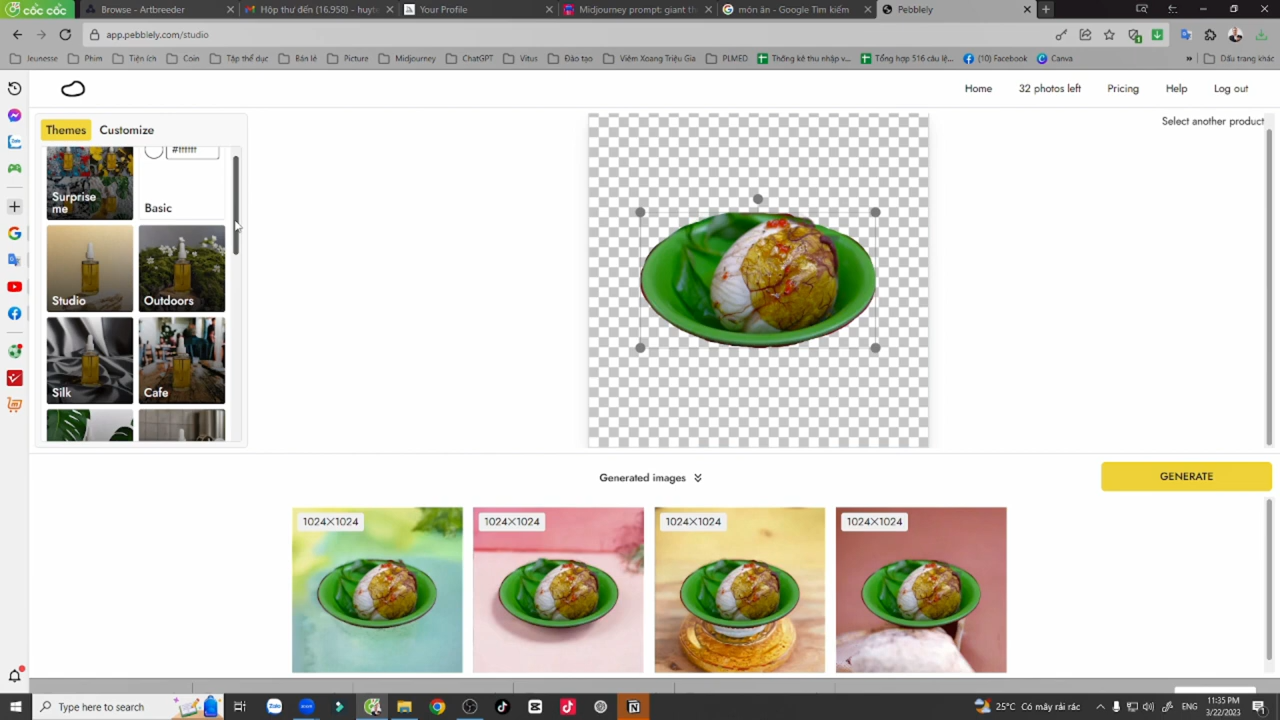 cốc cốc
Browse - Artbreeder
Hộp thư đến (16,958) - huyte
Your Profile
Midjourney prompt: giant th
món ăn - Google Tìm kiếm
Pebblely
app.pebblely.com/studio
Jeunesse
Phim
Tiện ích
Coin
Tập thể dục
Bán lẻ
Picture
Midjourney
ChatGPT
Vitus
Đào tạo
Viêm Xoang Triệu Gia
PLMED
Thống kê thu nhập v...
Tổng hợp 516 câu lệ...
(10) Facebook
Canva
»
Dấu trang khác
Home
32 photos left
Pricing
Help
Log out
Themes
Customize
Select another product
#ffffff
Surprise
me
Basic
Studio
Outdoors
Silk
Cafe
Generated images
GENERATE
1024×1024
1024×1024
1024×1024
1024×1024
Type here to search
25°C Có mây rải rác
ENG
11:35 PM
3/22/2023